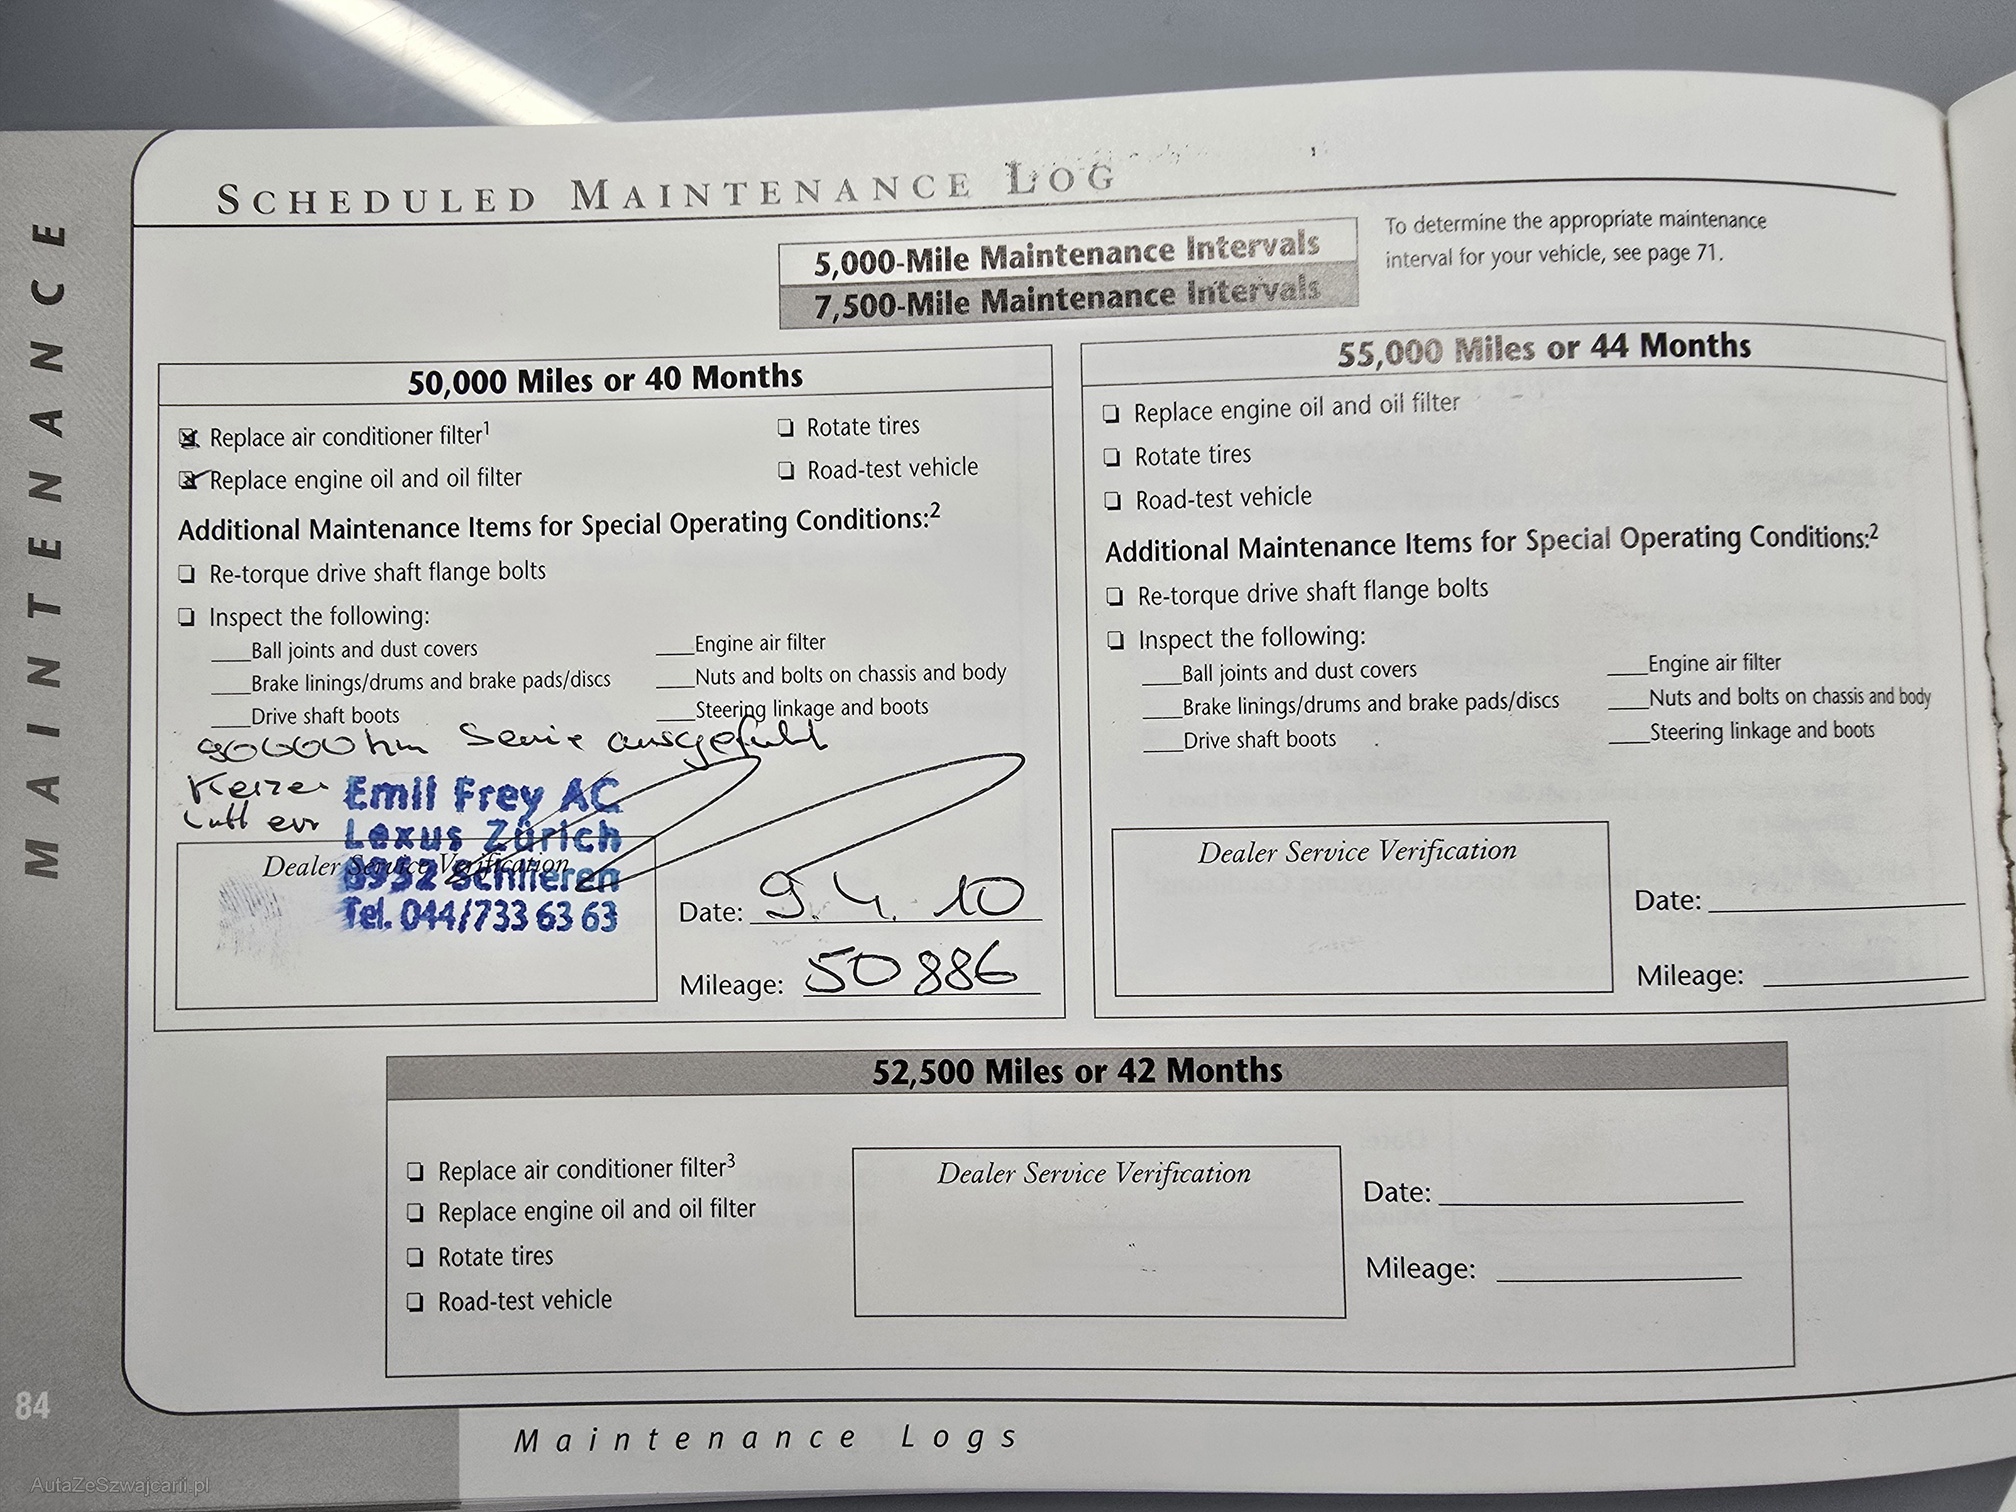 MAINTENANCE
SCHEDULED MAINTENANCE LOG
5,000-Mile Maintenance Intervals
7,500-Mile Maintenance Intervals
To determine the appropriate maintenance
interval for your vehicle, see page 71.
50,000 Miles or 40 Months
Replace air conditioner filter1
Replace engine oil and oil filter
Rotate tires
Road-test vehicle
Additional Maintenance Items for Special Operating Conditions:2
Re-torque drive shaft flange bolts
Inspect the following:
Ball joints and dust covers
Brake linings/drums and brake pads/discs
Drive shaft boots
Engine air filter
Nuts and bolts on chassis and body
Steering linkage and boots
90000 km ausgeführt
Emil Frey AG
Lexus Zürich
8952 Schlieren
Tel. 044/733 63 63
Dealer Service Verification
Date: 9.4.10
Mileage: 50886
55,000 Miles or 44 Months
Replace engine oil and oil filter
Rotate tires
Road-test vehicle
Additional Maintenance Items for Special Operating Conditions:2
Re-torque drive shaft flange bolts
Inspect the following:
Ball joints and dust covers
Brake linings/drums and brake pads/discs
Drive shaft boots
Engine air filter
Nuts and bolts on chassis and body
Steering linkage and boots
Dealer Service Verification
Date:
Mileage:
52,500 Miles or 42 Months
Replace air conditioner filter3
Replace engine oil and oil filter
Rotate tires
Road-test vehicle
Dealer Service Verification
Date:
Mileage:
84
Maintenance Logs
AutaZeSzwajcarii.pl